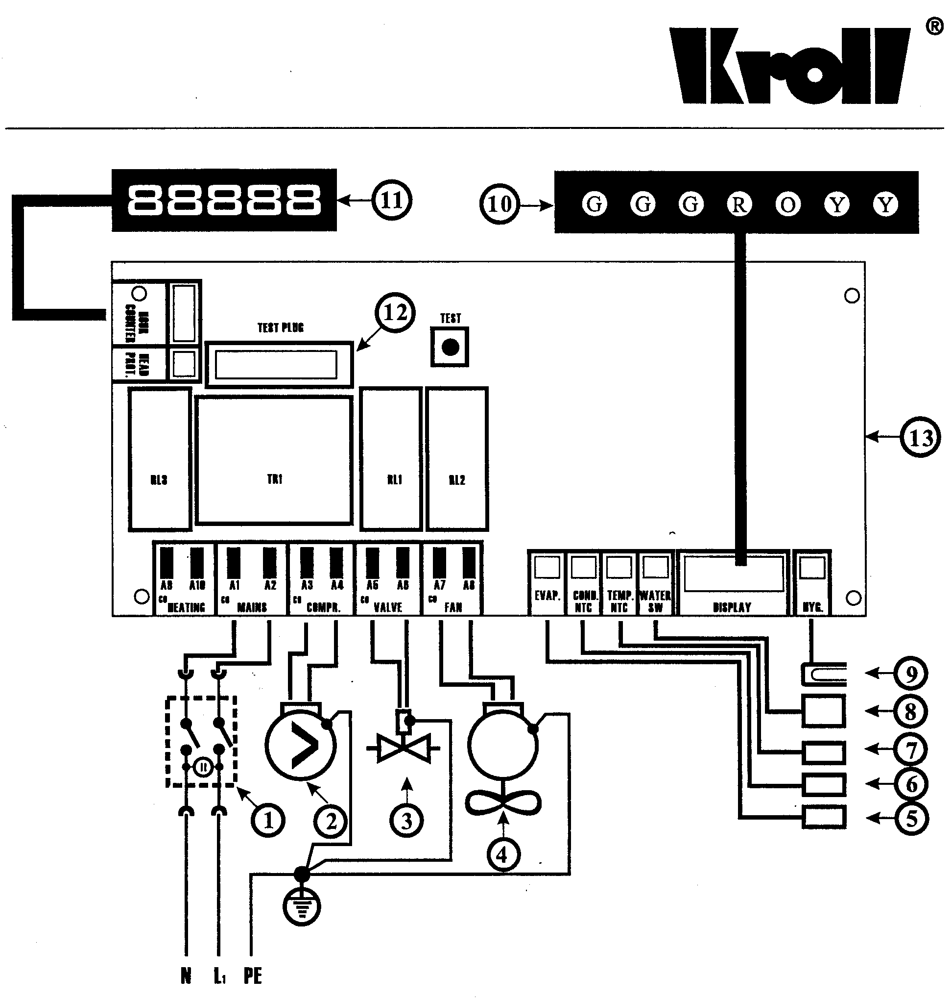 Kroll ®
88888
11
10
G G G R O Y Y
HOUR COUNTER
HEAD PROT.
TEST PLUG
12
TEST
13
RL3
TR1
RL1
RL2
A9 A10 A1 A2 A3 A4 A5 A6 A7 A8
CO CO CO CO CO
HEATING MAINS COMPR. VALVE FAN
EVAP. COND. NTC TEMP. NTC WATER SW DISPLAY HYG.
9
8
7
6
5
1
2
3
4
N L1 PE